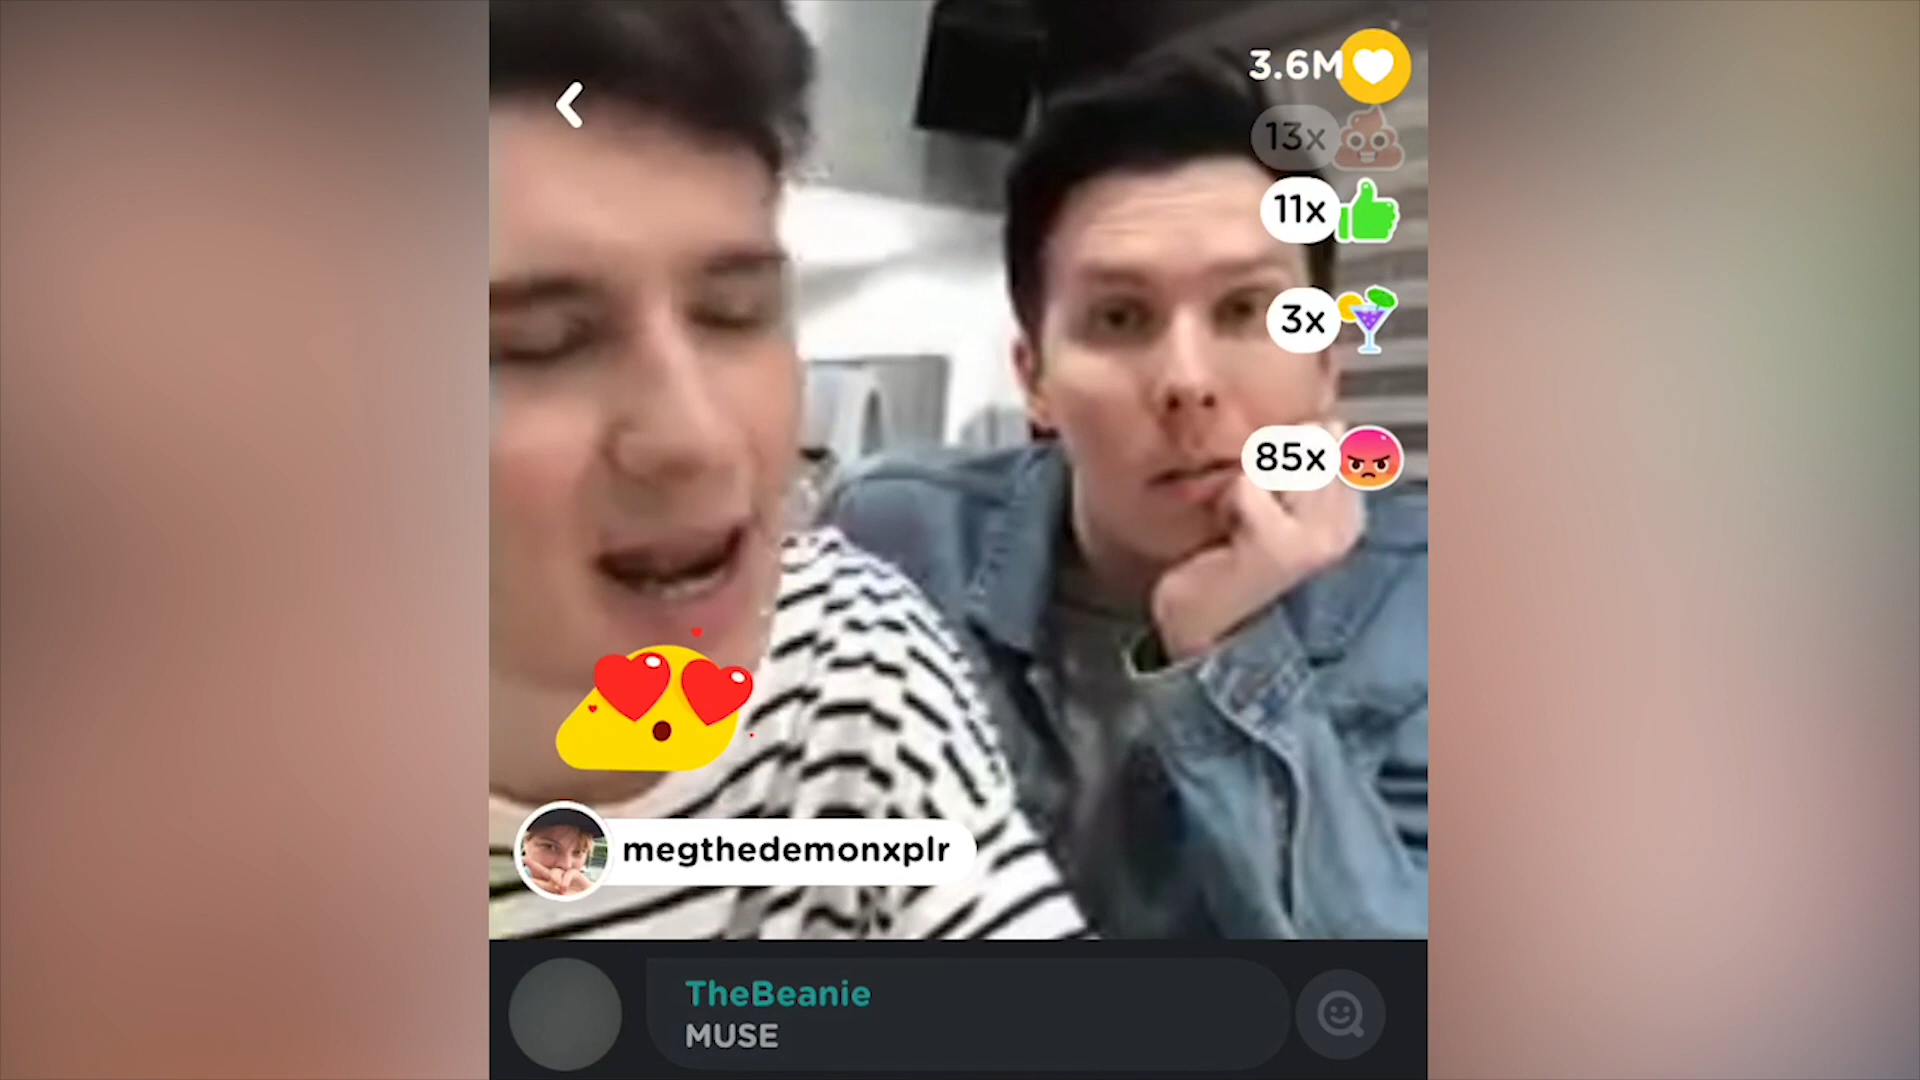 3.6M
13x
11x
3x
85x
megthedemonxplr
TheBeanie
MUSE